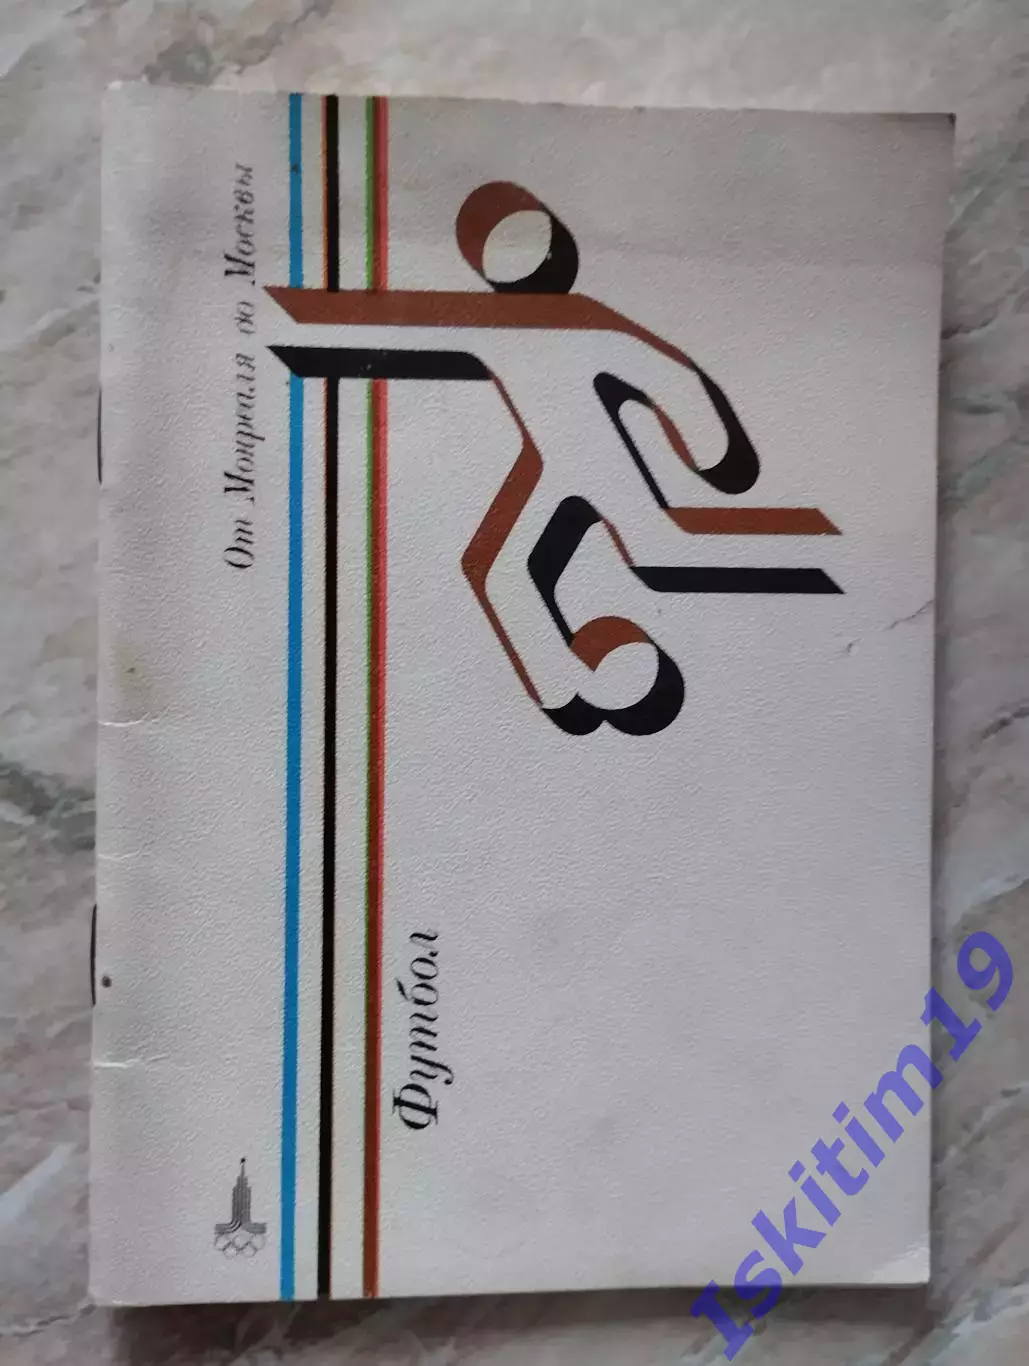 От Монреаля до Москвы
Футбол
Iskitim19